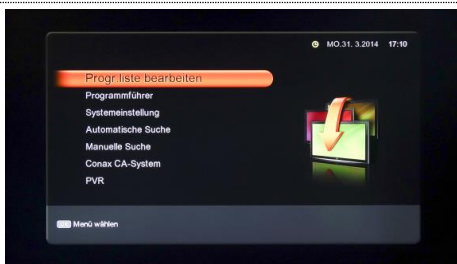 MO.31. 3.2014 17:10
Progr.liste bearbeiten
Programmführer
Systemeinstellung
Automatische Suche
Manuelle Suche
Conax CA-System
PVR
Menü wählen